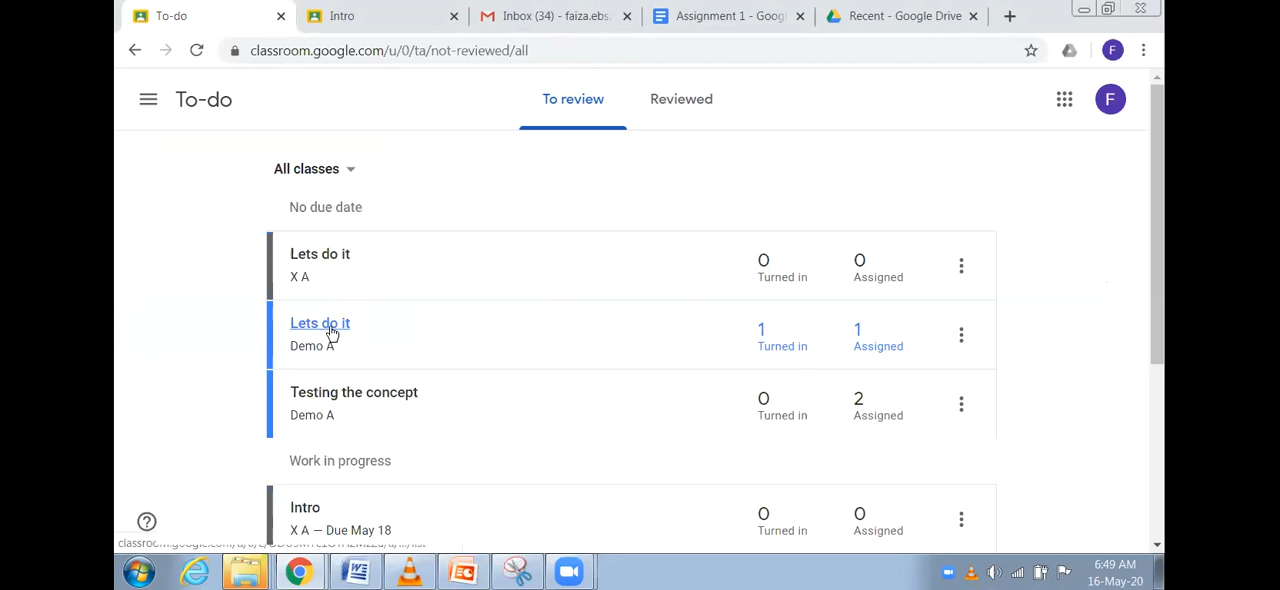 To-do
Intro
Inbox (34) - faiza.ebs.
Assignment 1 - Goog
Recent - Google Drive
classroom.google.com/u/0/ta/not-reviewed/all
F
To-do
To review
Reviewed
F
All classes
No due date
Lets do it
X A
0
Turned in
0
Assigned
Lets do it
Demo A
1
Turned in
1
Assigned
Testing the concept
Demo A
0
Turned in
2
Assigned
Work in progress
Intro
X A — Due May 18
0
Turned in
0
Assigned
6:49 AM
16-May-20